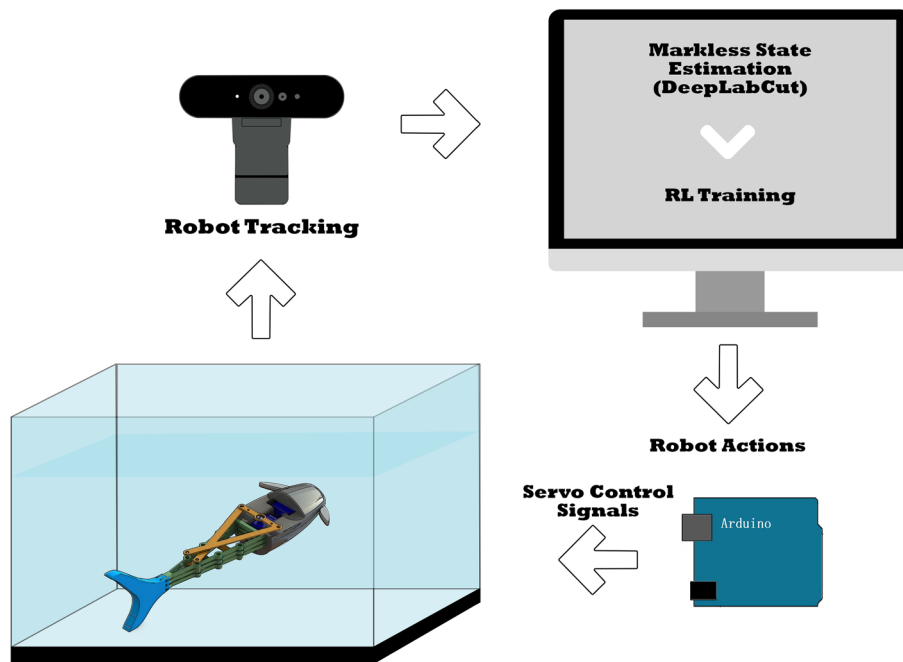 Markless State
Estimation
(DeepLabCut)
RL Training
Robot Tracking
Robot Actions
Servo Control
Signals
Arduino